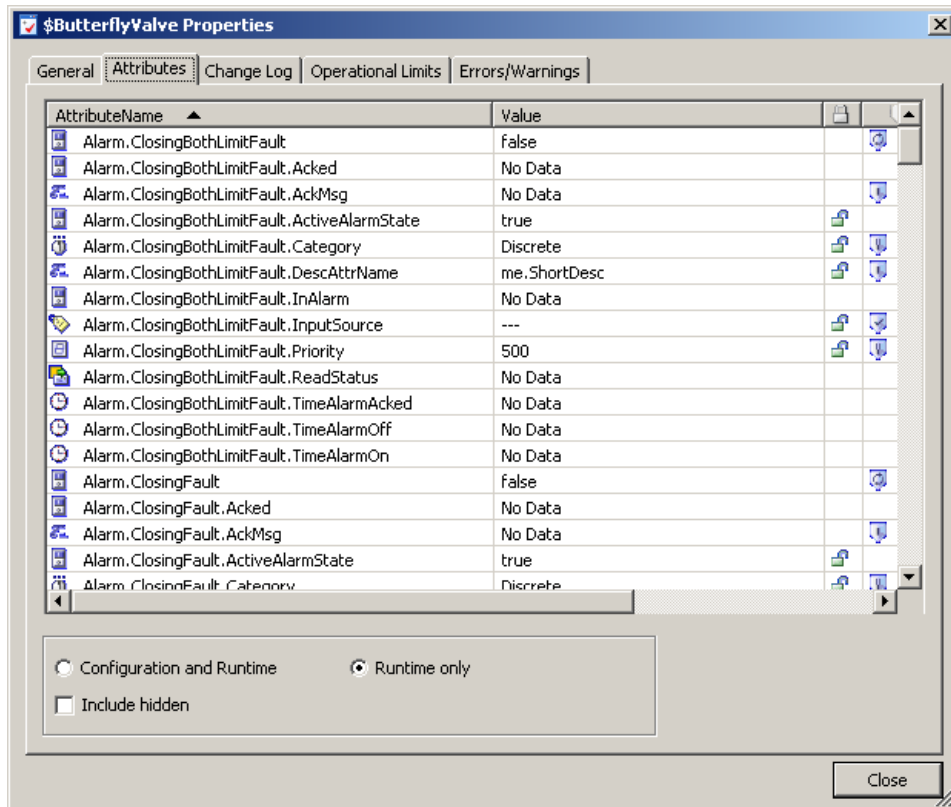 $ButterflyValve Properties
General Attributes Change Log Operational Limits Errors/Warnings
AttributeName Value
Alarm.ClosingBothLimitFault false
Alarm.ClosingBothLimitFault.Acked No Data
Alarm.ClosingBothLimitFault.AckMsg No Data
Alarm.ClosingBothLimitFault.ActiveAlarmState true
Alarm.ClosingBothLimitFault.Category Discrete
Alarm.ClosingBothLimitFault.DescAttrName me.ShortDesc
Alarm.ClosingBothLimitFault.InAlarm No Data
Alarm.ClosingBothLimitFault.InputSource ---
Alarm.ClosingBothLimitFault.Priority 500
Alarm.ClosingBothLimitFault.ReadStatus No Data
Alarm.ClosingBothLimitFault.TimeAlarmAcked No Data
Alarm.ClosingBothLimitFault.TimeAlarmOff No Data
Alarm.ClosingBothLimitFault.TimeAlarmOn No Data
Alarm.ClosingFault false
Alarm.ClosingFault.Acked No Data
Alarm.ClosingFault.AckMsg No Data
Alarm.ClosingFault.ActiveAlarmState true
Alarm.ClosingFault.Category Discrete
Configuration and Runtime Runtime only
Include hidden
Close